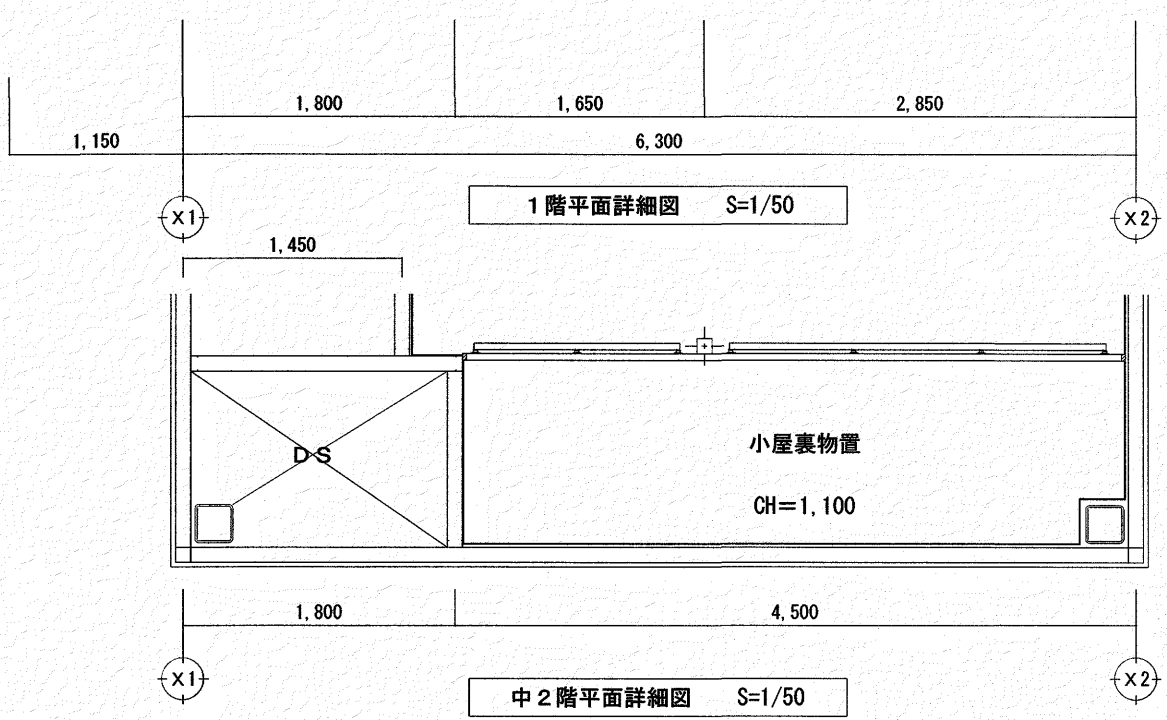 1,800
1,650
2,850
1,150
6,300
X1
1階平面詳細図 S=1/50
X2
1,450
DS
小屋裏物置
CH=1,100
1,800
4,500
X1
中2階平面詳細図 S=1/50
X2